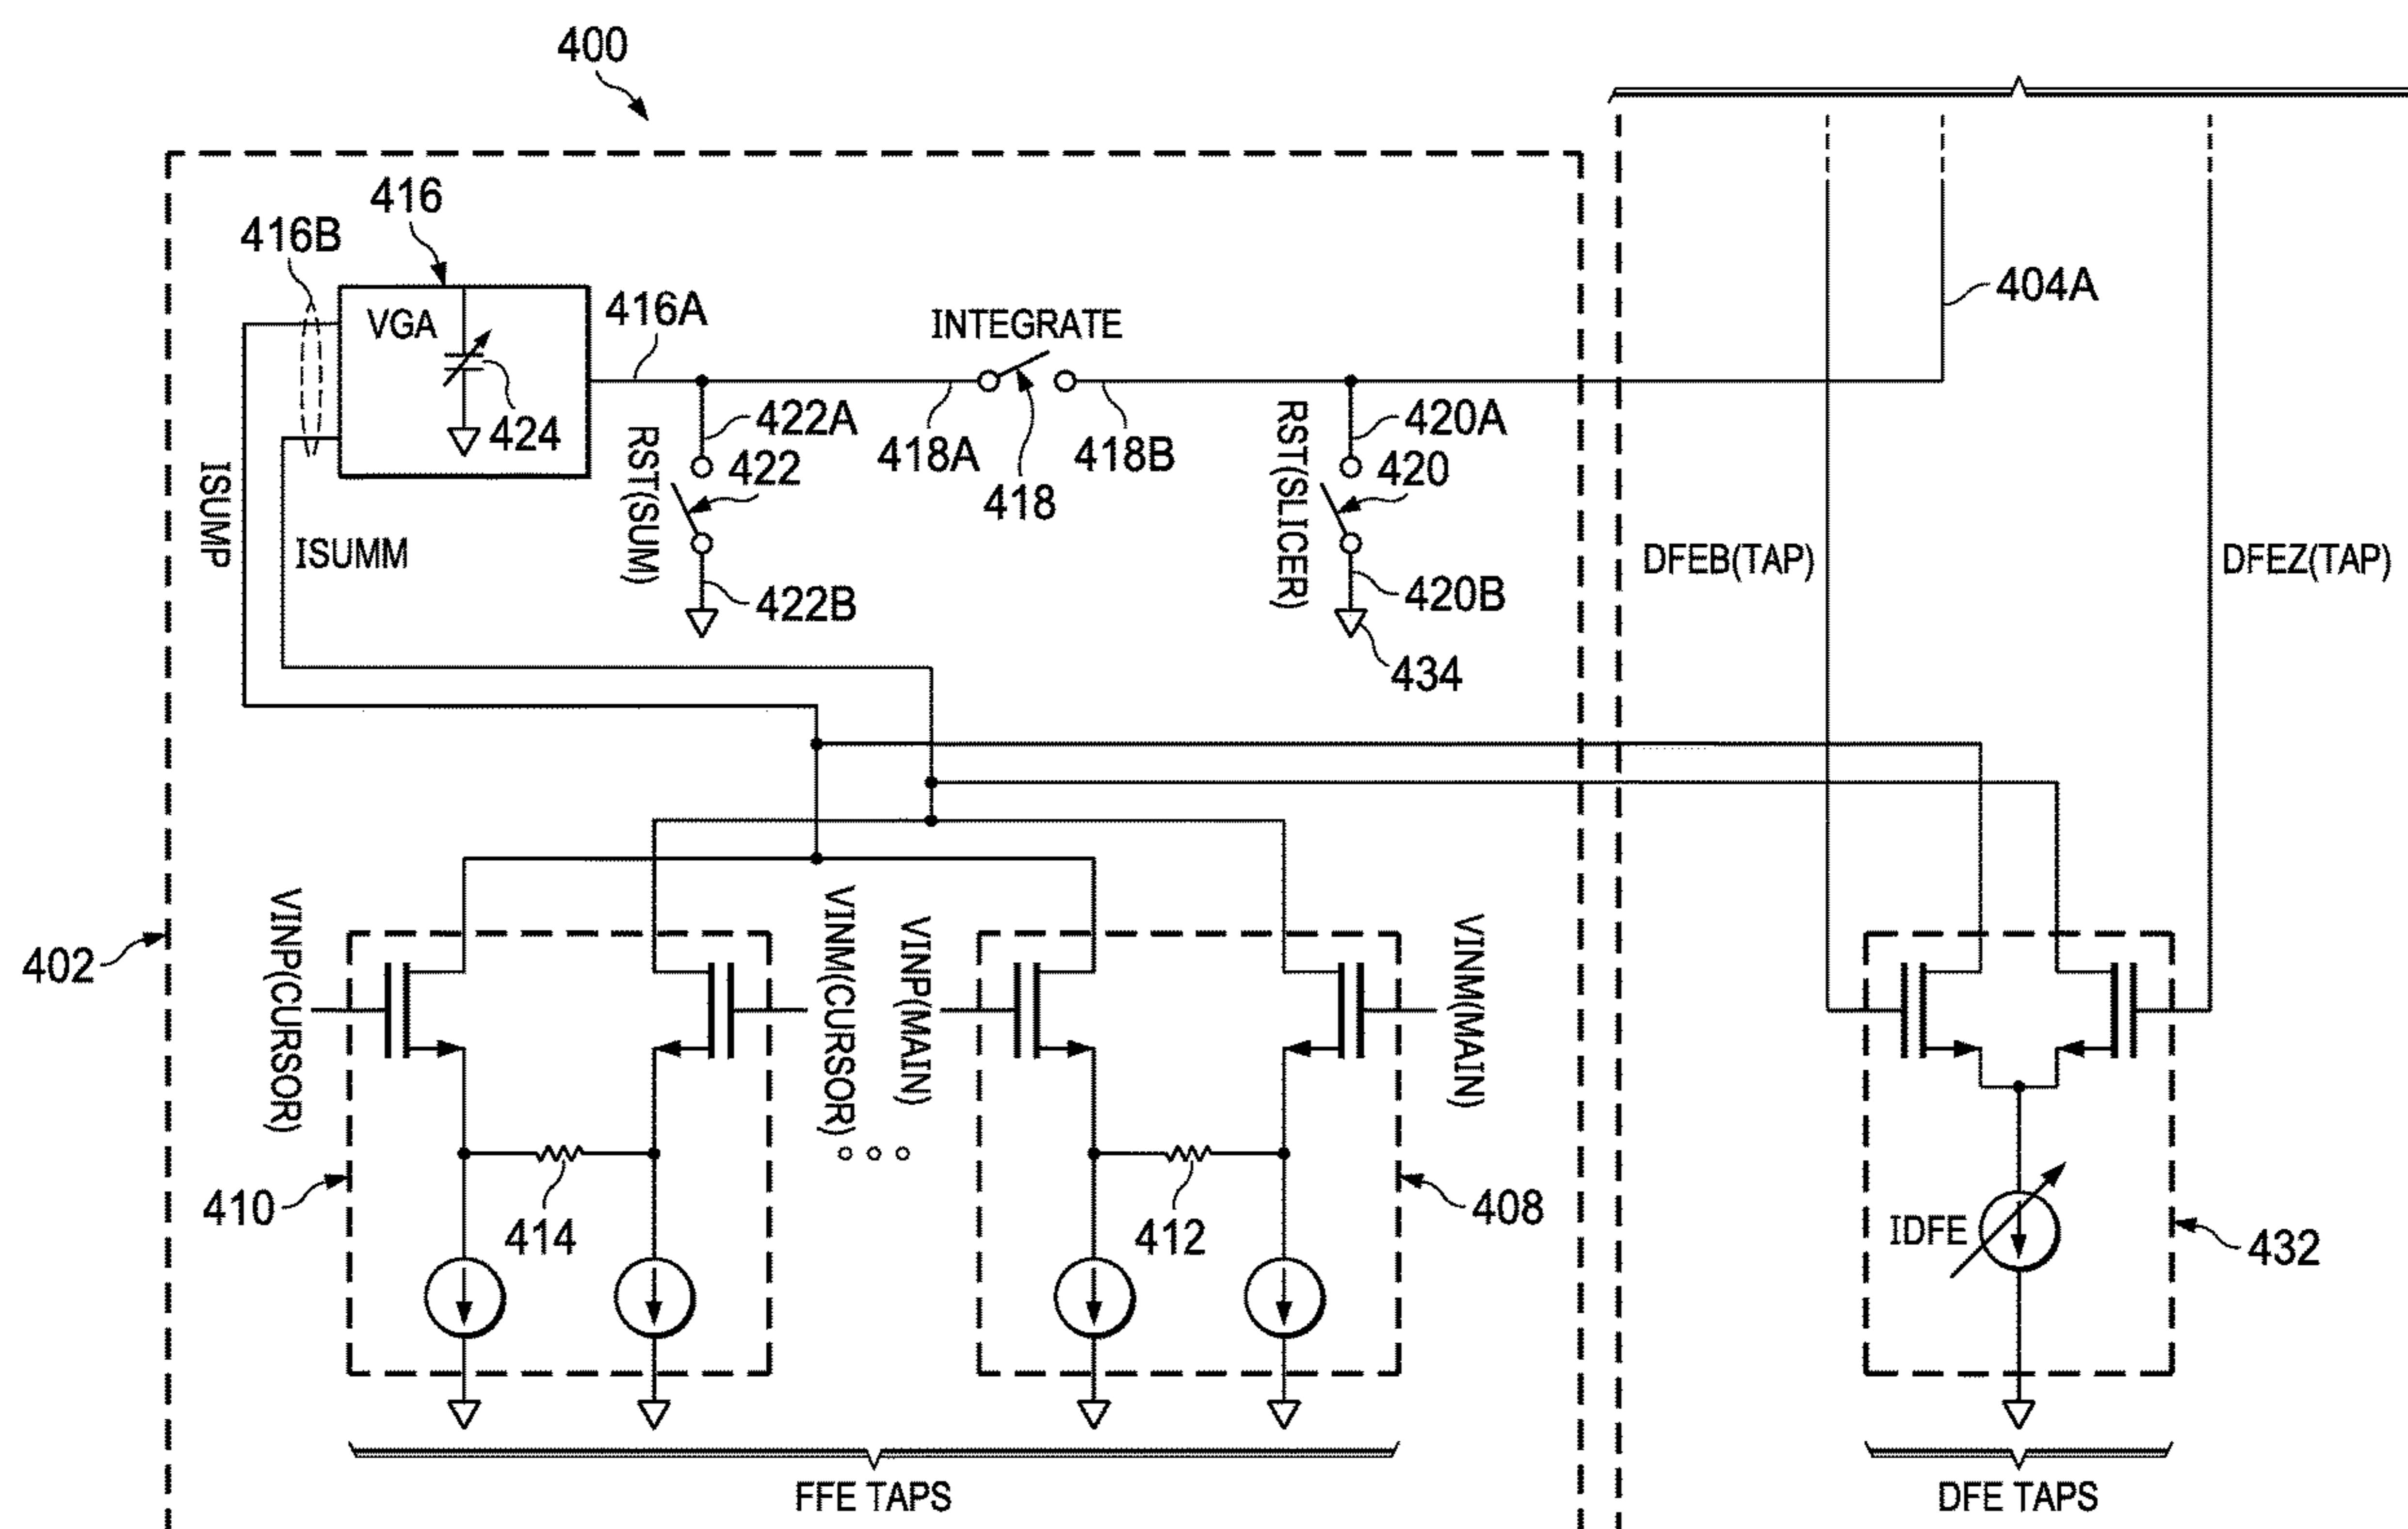 400
416
416B
VGA
424
416A
INTEGRATE
404A
422A
422
422B
RST(SUM)
418A
418
418B
420A
420
420B
RST(SLICER)
434
ISUMP
ISUMM
DFEB(TAP)
DFEZ(TAP)
402
VINP(CURSOR)
VINM(CURSOR)
VINP(MAIN)
VINM(MAIN)
410
414
412
408
IDFE
432
FFE TAPS
DFE TAPS